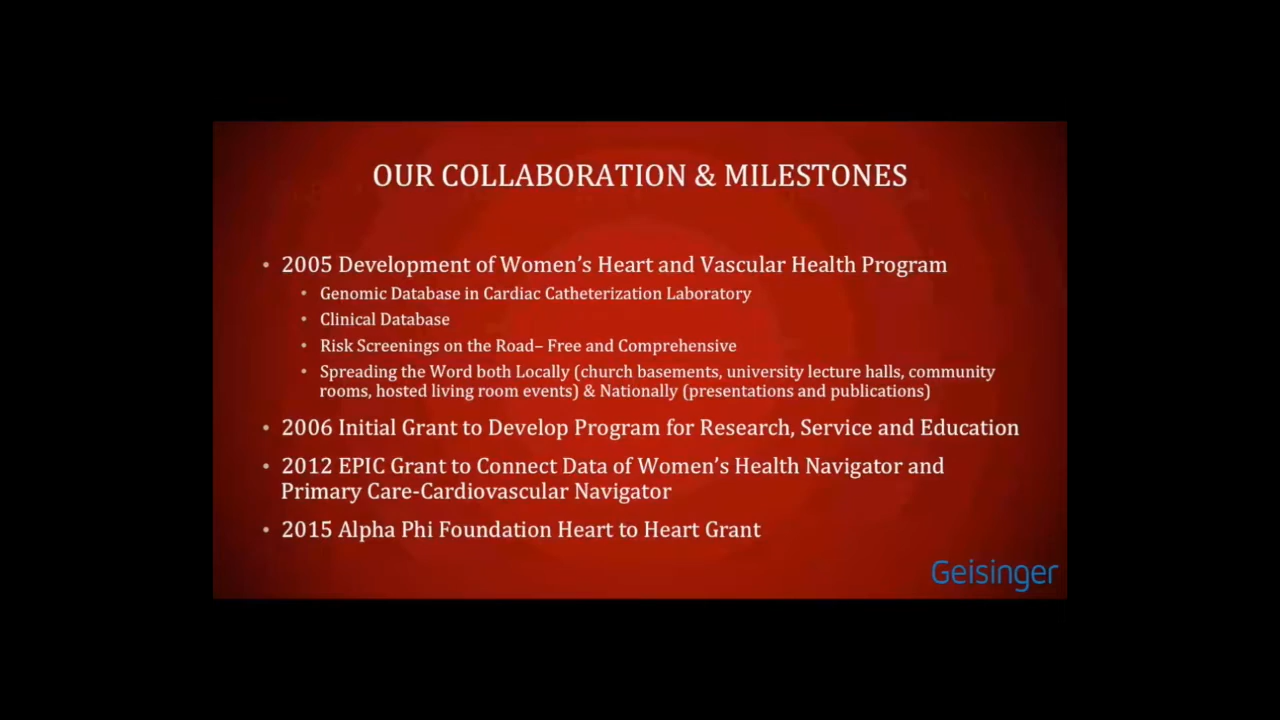 OUR COLLABORATION & MILESTONES
• 2005 Development of Women’s Heart and Vascular Health Program
• Genomic Database in Cardiac Catheterization Laboratory
• Clinical Database
• Risk Screenings on the Road– Free and Comprehensive
• Spreading the Word both Locally (church basements, university lecture halls, community
rooms, hosted living room events) & Nationally (presentations and publications)
• 2006 Initial Grant to Develop Program for Research, Service and Education
• 2012 EPIC Grant to Connect Data of Women’s Health Navigator and
Primary Care-Cardiovascular Navigator
• 2015 Alpha Phi Foundation Heart to Heart Grant
Geisinger